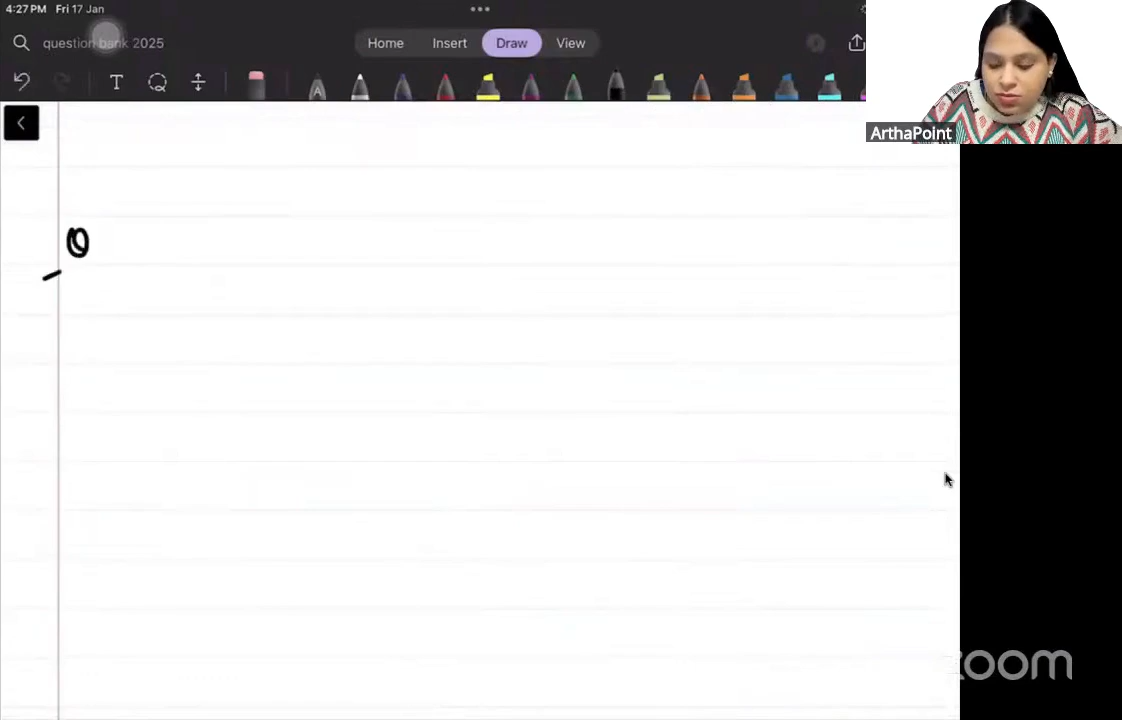 4:27 PM Fri 17 Jan
question bank 2025
Home Insert Draw View
T
A
ArthaPoint
zoom